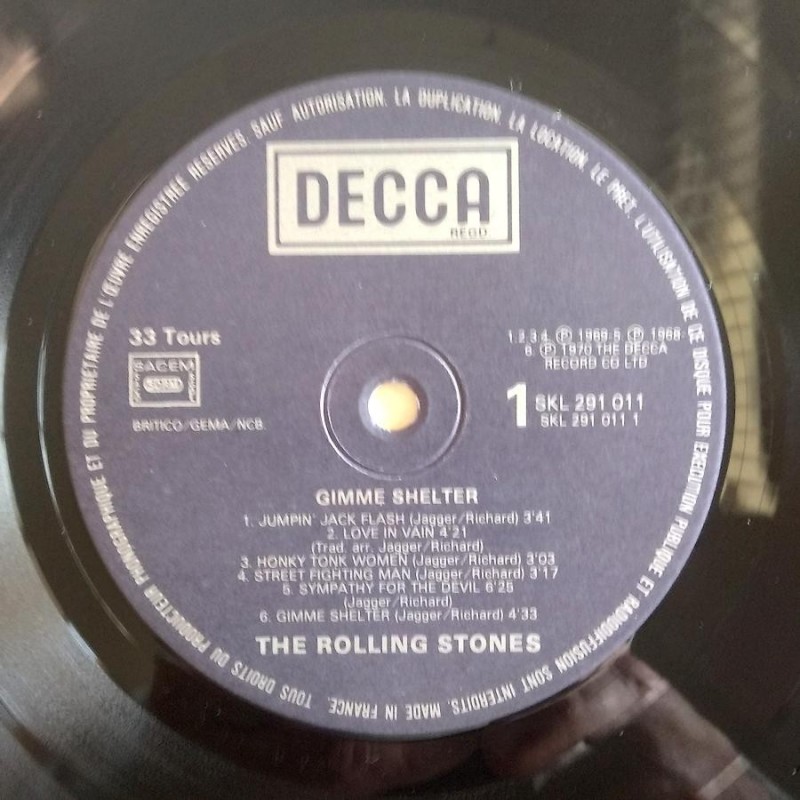 DECCA
REGD
33 Tours
SACEM
BRITICO/GEMA/NCB
1.2.3.4. Ⓟ 1969-5. Ⓟ 1968-
6. Ⓟ 1970 THE DECCA
RECORD CO LTD
1 SKL 291 011
SKL 291 011 1
GIMME SHELTER
1. JUMPIN' JACK FLASH (Jagger/Richard) 3'41
2. LOVE IN VAIN 4'21
(Trad. arr. Jagger/Richard)
3. HONKY TONK WOMEN (Jagger/Richard) 3'03
4. STREET FIGHTING MAN (Jagger/Richard) 3'17
5. SYMPATHY FOR THE DEVIL 6'25
(Jagger/Richard)
6. GIMME SHELTER (Jagger/Richard) 4'33
THE ROLLING STONES
TOUS DROITS DU PRODUCTEUR PHONOGRAPHIQUE ET DU PROPRIETAIRE DE L'ŒUVRE ENREGISTREE RESERVES. SAUF AUTORISATION. LA DUPLICATION. LA LOCATION. LE PRET. L'UTILISATION DE CE DISQUE POUR EXECUTION PUBLIQUE ET RADIODIFFUSION SONT INTERDITS. MADE IN FRANCE.